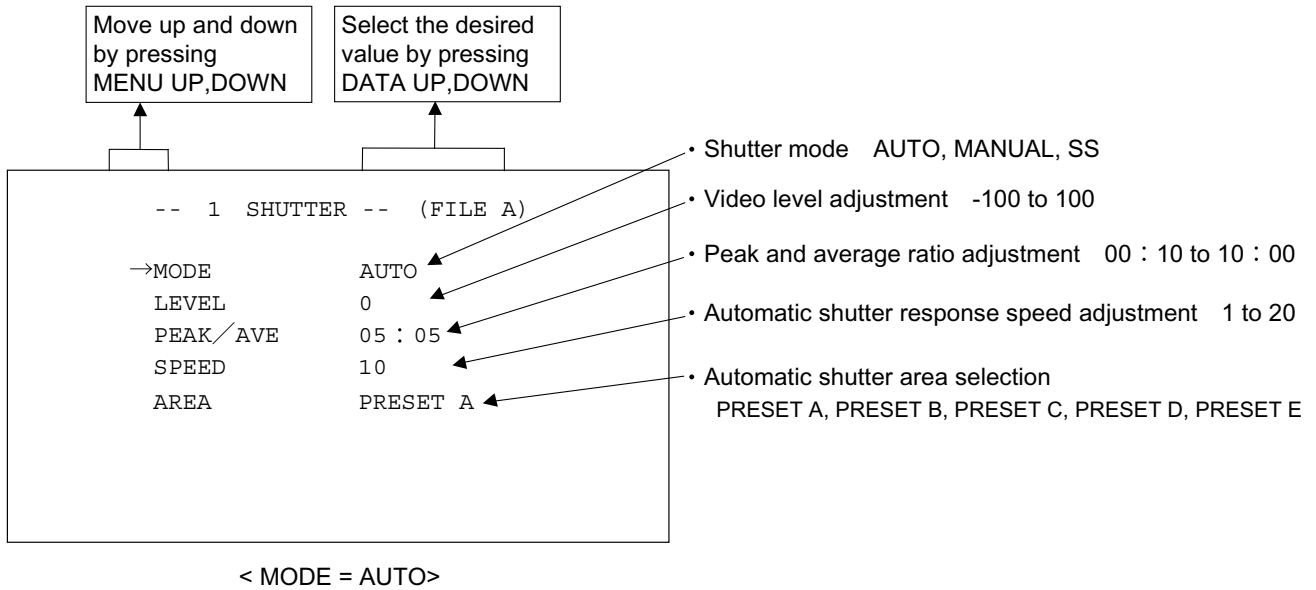 Move up and down
by pressing
MENU UP,DOWN
Select the desired
value by pressing
DATA UP,DOWN
-- 1 SHUTTER -- (FILE A)
→MODE AUTO
LEVEL 0
PEAK/AVE 05:05
SPEED 10
AREA PRESET A
・Shutter mode AUTO, MANUAL, SS
・Video level adjustment -100 to 100
・Peak and average ratio adjustment 00:10 to 10:00
・Automatic shutter response speed adjustment 1 to 20
・Automatic shutter area selection
PRESET A, PRESET B, PRESET C, PRESET D, PRESET E
< MODE = AUTO>